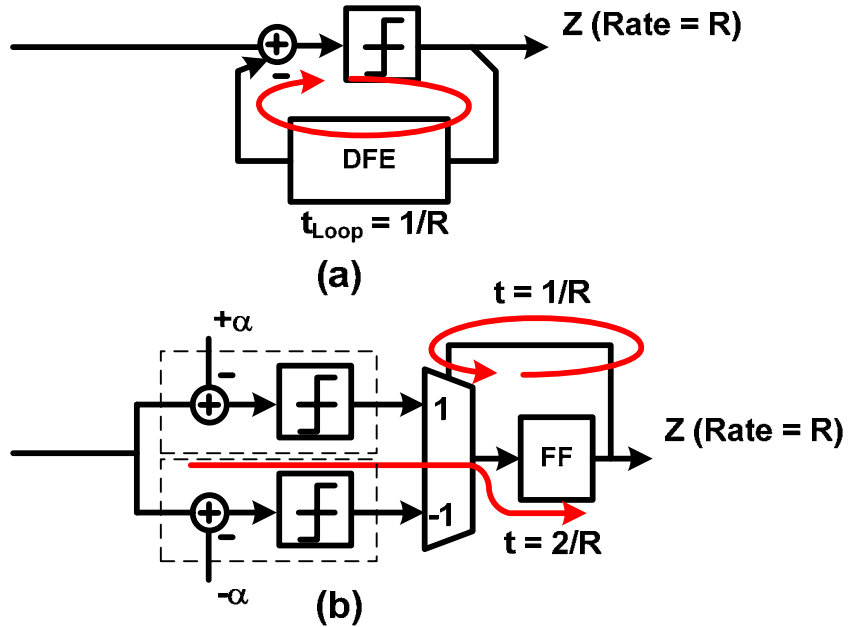 Z (Rate = R)
+
-
DFE
tLoop = 1/R
(a)
t = 1/R
+α
-
+
1
Z (Rate = R)
FF
+
-
-1
t = 2/R
-α
(b)